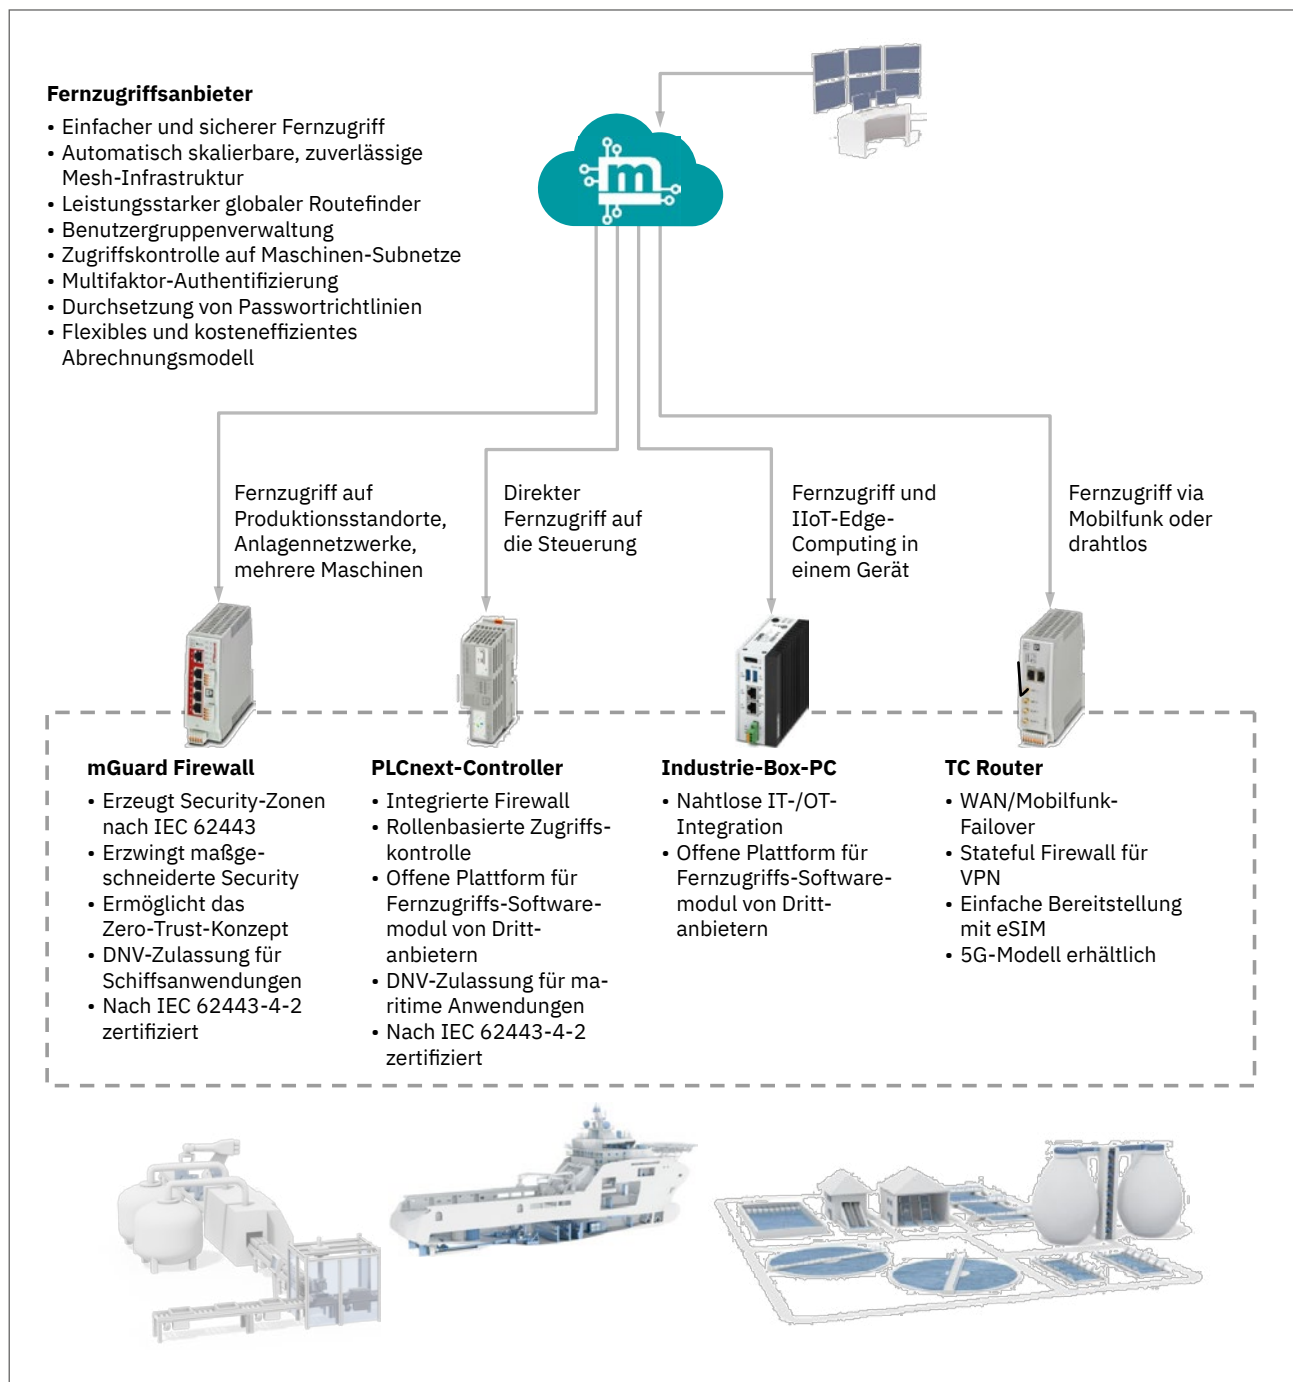 Fernzugriffsanbieter
• Einfacher und sicherer Fernzugriff
• Automatisch skalierbare, zuverlässige
Mesh-Infrastruktur
• Leistungsstarker globaler Routefinder
• Benutzergruppenverwaltung
• Zugriffskontrolle auf Maschinen-Subnetze
• Multifaktor-Authentifizierung
• Durchsetzung von Passwortrichtlinien
• Flexibles und kosteneffizientes
Abrechnungsmodell
m
Fernzugriff auf
Produktionsstandorte,
Anlagennetzwerke,
mehrere Maschinen
Direkter
Fernzugriff auf
die Steuerung
Fernzugriff und
IIoT-Edge-
Computing in
einem Gerät
Fernzugriff via
Mobilfunk oder
drahtlos
mGuard Firewall
• Erzeugt Security-Zonen
nach IEC 62443
• Erzwingt maßge-
schneiderte Security
• Ermöglicht das
Zero-Trust-Konzept
• DNV-Zulassung für
Schiffsanwendungen
• Nach IEC 62443-4-2
zertifiziert
PLCnext-Controller
• Integrierte Firewall
• Rollenbasierte Zugriffs-
kontrolle
• Offene Plattform für
Fernzugriffs-Software-
modul von Dritt-
anbietern
• DNV-Zulassung für ma-
ritime Anwendungen
• Nach IEC 62443-4-2
zertifiziert
Industrie-Box-PC
• Nahtlose IT-/OT-
Integration
• Offene Plattform für
Fernzugriffs-Software-
modul von Dritt-
anbietern
TC Router
• WAN/Mobilfunk-
Failover
• Stateful Firewall für
VPN
• Einfache Bereitstellung
mit eSIM
• 5G-Modell erhältlich